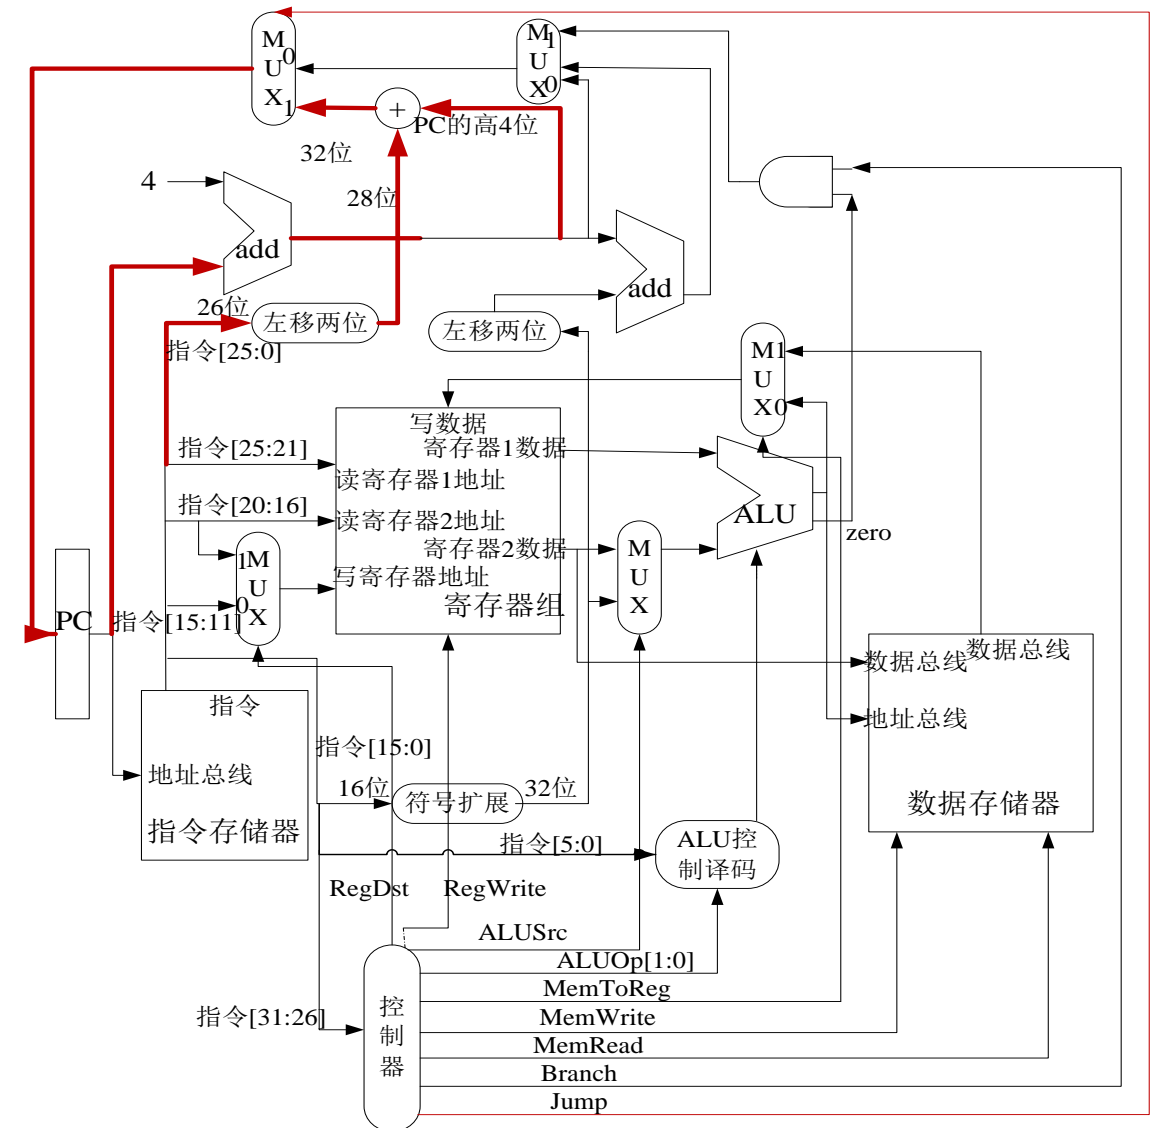 M
U
X
0
1
M
U
X
1
0
+
PC的高4位
32位
28位
4
add
add
26位
左移两位
指令[25:0]
左移两位
M
U
X
1
0
写数据
寄存器1数据
指令[25:21]
读寄存器1地址
指令[20:16]
读寄存器2地址
ALU
zero
寄存器2数据
M
U
X
1
0
M
U
X
写寄存器地址
寄存器组
PC
指令[15:11]
数据总线
数据总线
指令
地址总线
指令[15:0]
地址总线
16位
符号扩展
32位
指令存储器
数据存储器
指令[5:0]
ALU控
制译码
RegDst
RegWrite
ALUSrc
ALUOp[1:0]
MemToReg
指令[31:26]
控
制
器
MemWrite
MemRead
Branch
Jump